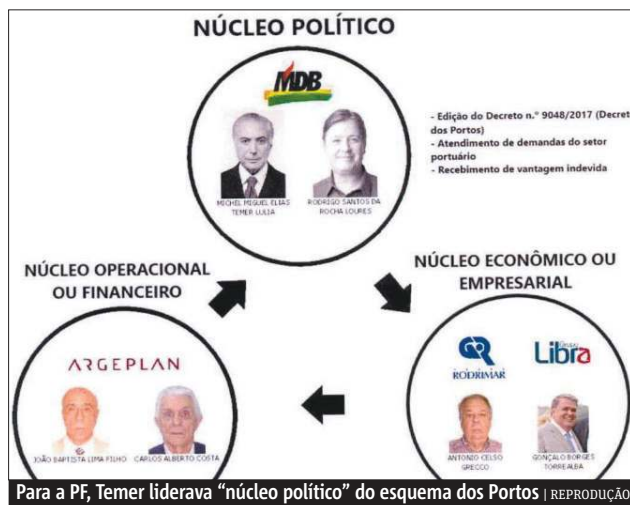 NÚCLEO POLÍTICO
MDB
MICHEL MIGUEL ELIAS
TEMER LULIA
RODRIGO SANTOS DA
ROCHA LOURES
- Edição do Decreto n.º 9048/2017 (Decret
dos Portos)
- Atendimento de demandas do setor
portuário
- Recebimento de vantagem indevida
NÚCLEO OPERACIONAL
OU FINANCEIRO
ARGEPLAN
JOÃO BAPTISTA LIMA FILHO
CARLOS ALBERTO COSTA
NÚCLEO ECONÔMICO OU
EMPRESARIAL
RODRIMAR
Libra
ANTONIO CELSO
GRECCO
GONÇALO BORGES
TORREALBA
Para a PF, Temer liderava “núcleo político” do esquema dos Portos | REPRODUÇÃO